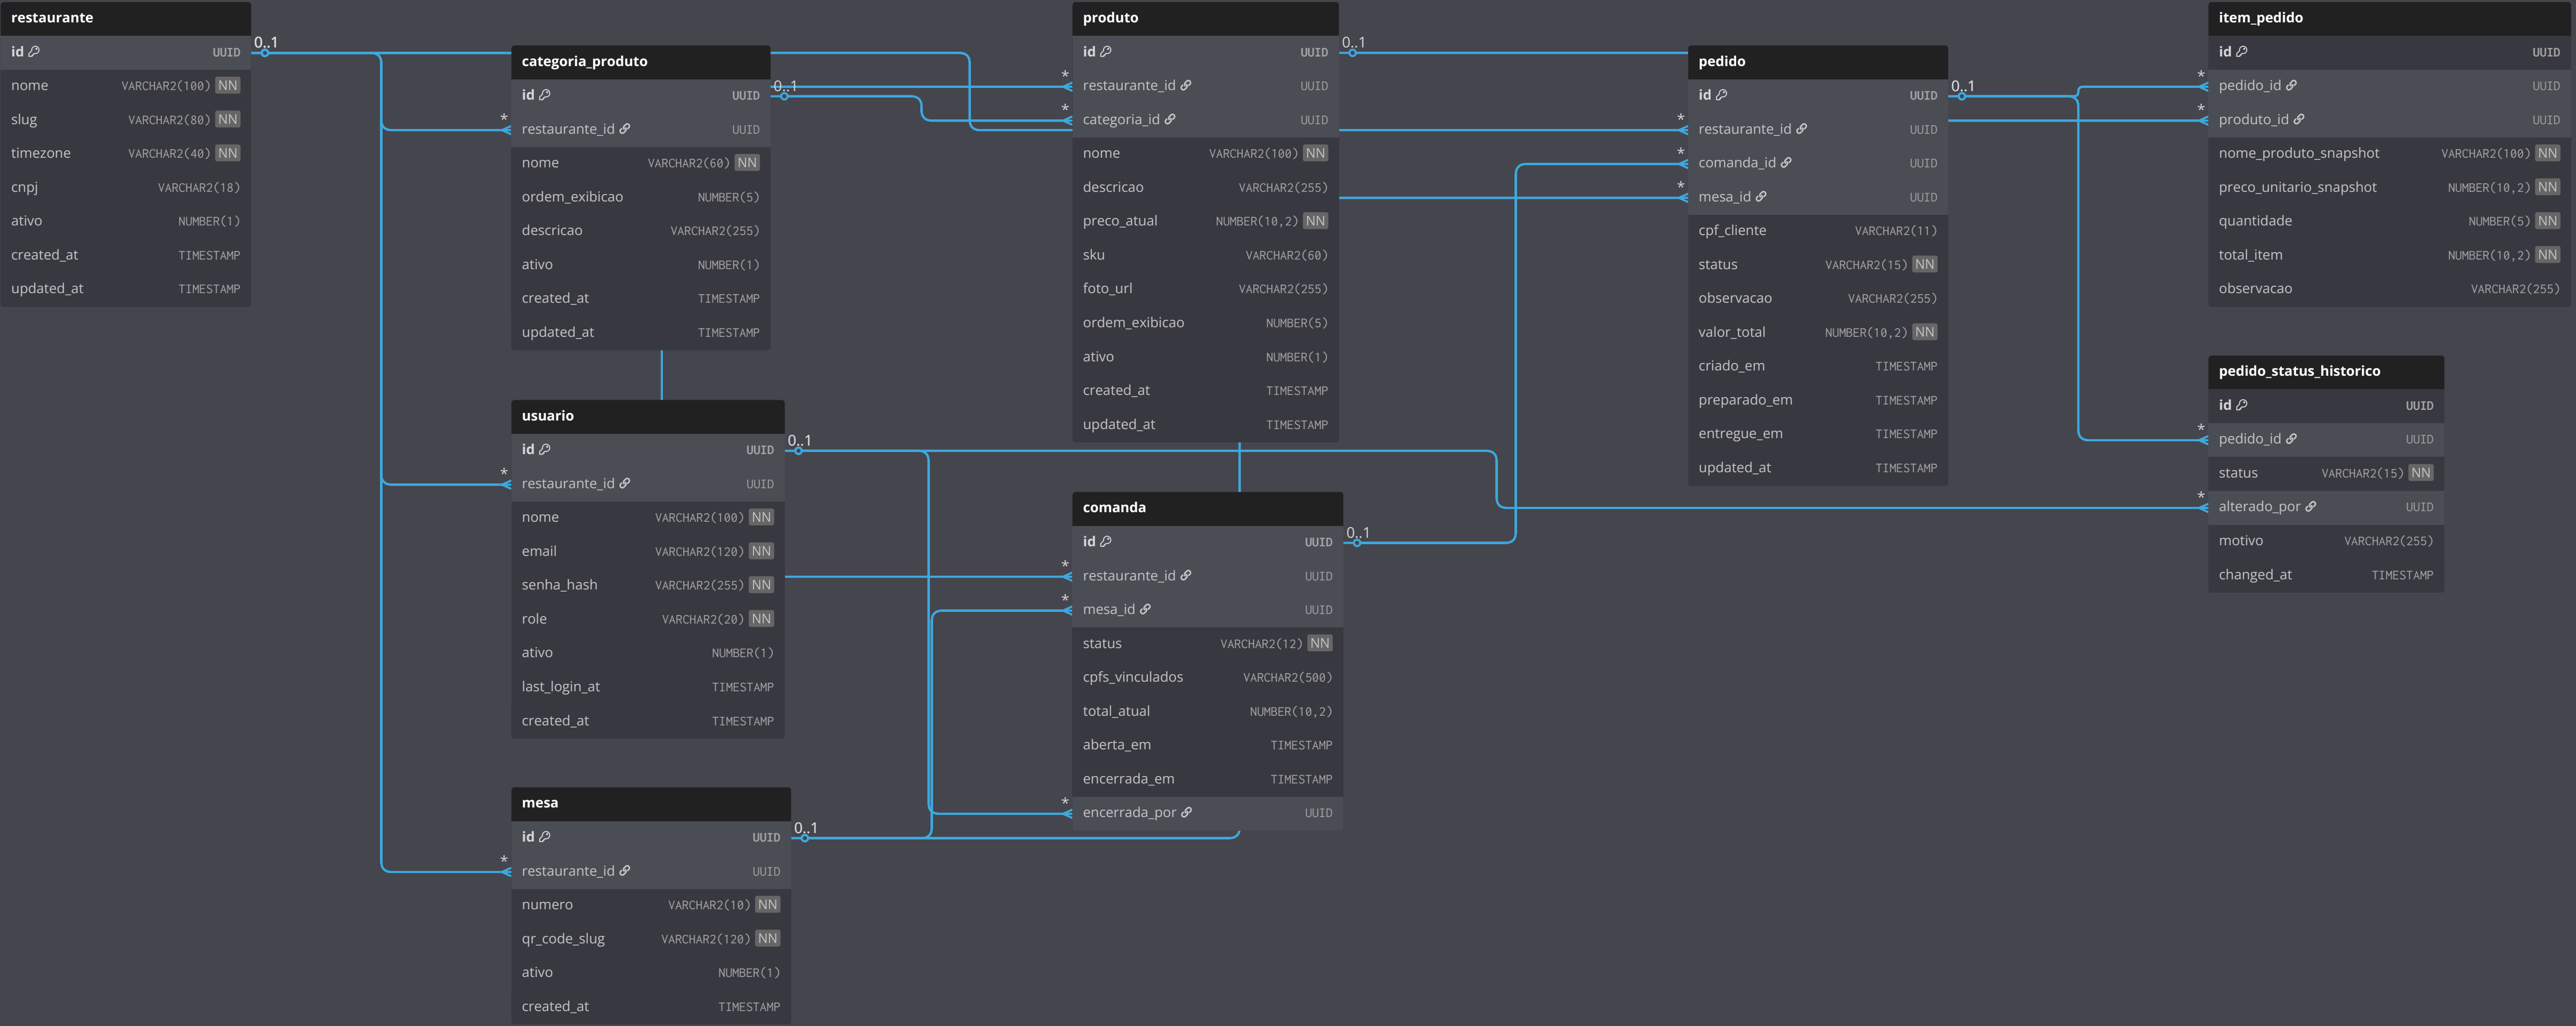 restaurante
id UUID
nome VARCHAR2(100) NN
slug VARCHAR2(80) NN
timezone VARCHAR2(40) NN
cnpj VARCHAR2(18)
ativo NUMBER(1)
created_at TIMESTAMP
updated_at TIMESTAMP
0..1
categoria_produto
id UUID
* restaurante_id UUID
nome VARCHAR2(60) NN
ordem_exibicao NUMBER(5)
descricao VARCHAR2(255)
ativo NUMBER(1)
created_at TIMESTAMP
updated_at TIMESTAMP
0..1
usuario
id UUID
* restaurante_id UUID
nome VARCHAR2(100) NN
email VARCHAR2(120) NN
senha_hash VARCHAR2(255) NN
role VARCHAR2(20) NN
ativo NUMBER(1)
last_login_at TIMESTAMP
created_at TIMESTAMP
0..1
mesa
id UUID
* restaurante_id UUID
numero VARCHAR2(10) NN
qr_code_slug VARCHAR2(120) NN
ativo NUMBER(1)
created_at TIMESTAMP
0..1
produto
id UUID
* restaurante_id UUID
* categoria_id UUID
nome VARCHAR2(100) NN
descricao VARCHAR2(255)
preco_atual NUMBER(10,2) NN
sku VARCHAR2(60)
foto_url VARCHAR2(255)
ordem_exibicao NUMBER(5)
ativo NUMBER(1)
created_at TIMESTAMP
updated_at TIMESTAMP
0..1
comanda
id UUID
* restaurante_id UUID
* mesa_id UUID
status VARCHAR2(12) NN
cpfs_vinculados VARCHAR2(500)
total_atual NUMBER(10,2)
aberta_em TIMESTAMP
encerrada_em TIMESTAMP
* encerrada_por UUID
0..1
pedido
id UUID
* restaurante_id UUID
* comanda_id UUID
* mesa_id UUID
cpf_cliente VARCHAR2(11)
status VARCHAR2(15) NN
observacao VARCHAR2(255)
valor_total NUMBER(10,2) NN
criado_em TIMESTAMP
preparado_em TIMESTAMP
entregue_em TIMESTAMP
updated_at TIMESTAMP
0..1
item_pedido
id UUID
* pedido_id UUID
* produto_id UUID
nome_produto_snapshot VARCHAR2(100) NN
preco_unitario_snapshot NUMBER(10,2) NN
quantidade NUMBER(5) NN
total_item NUMBER(10,2) NN
observacao VARCHAR2(255)
pedido_status_historico
id UUID
* pedido_id UUID
status VARCHAR2(15) NN
* alterado_por UUID
motivo VARCHAR2(255)
changed_at TIMESTAMP